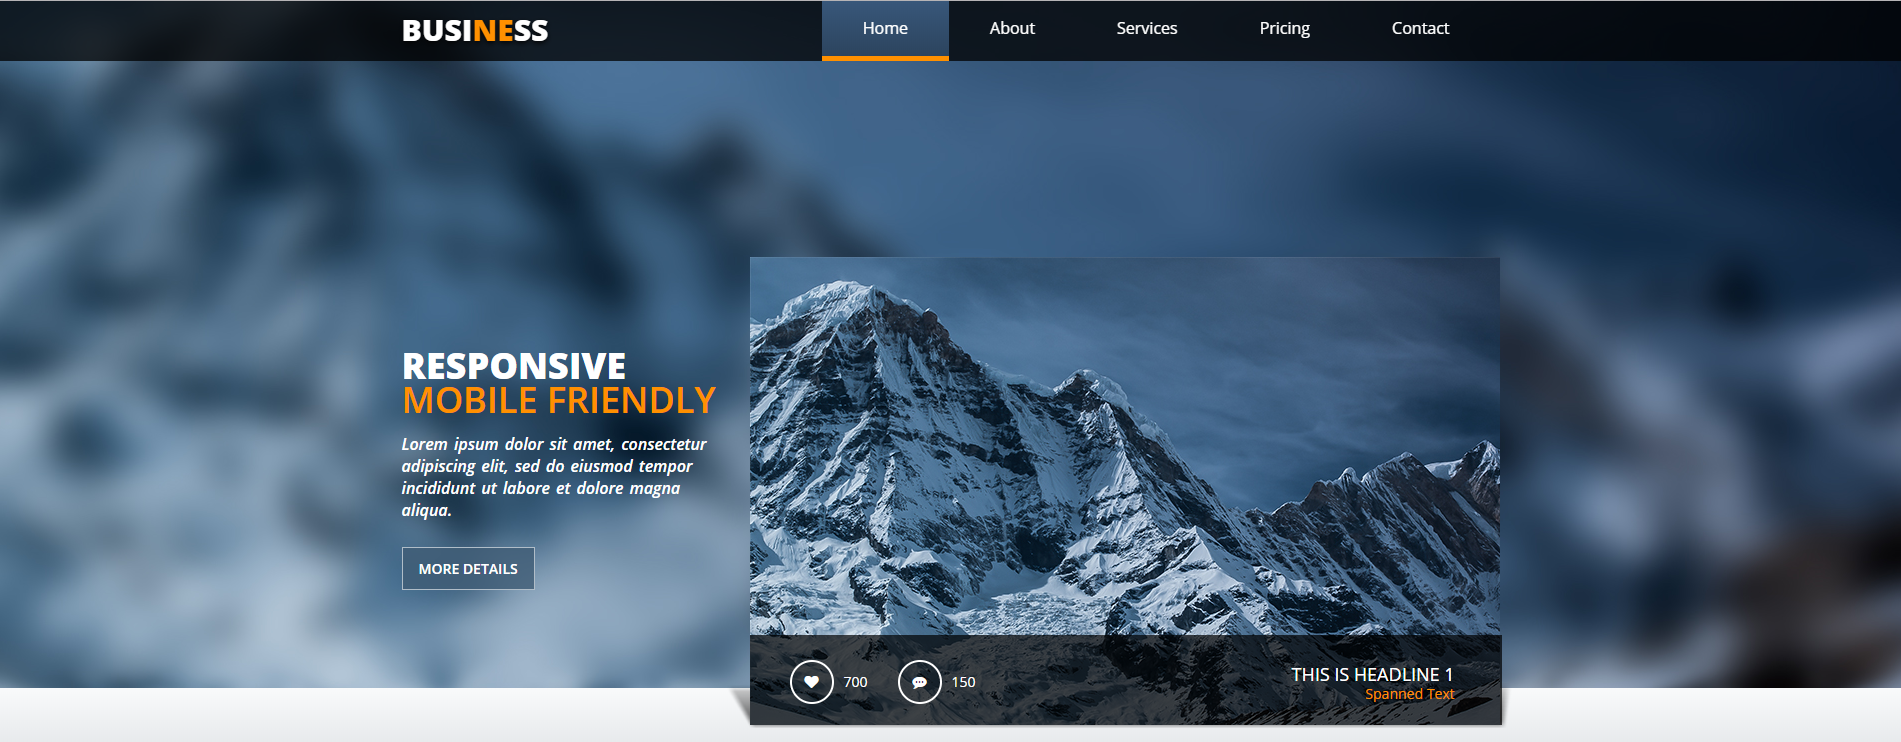 BUSINESS
Home About Services Pricing Contact
RESPONSIVE
MOBILE FRIENDLY
Lorem ipsum dolor sit amet, consectetur
adipiscing elit, sed do eiusmod tempor
incididunt ut labore et dolore magna
aliqua.
MORE DETAILS
700 150
THIS IS HEADLINE 1
Spanned Text